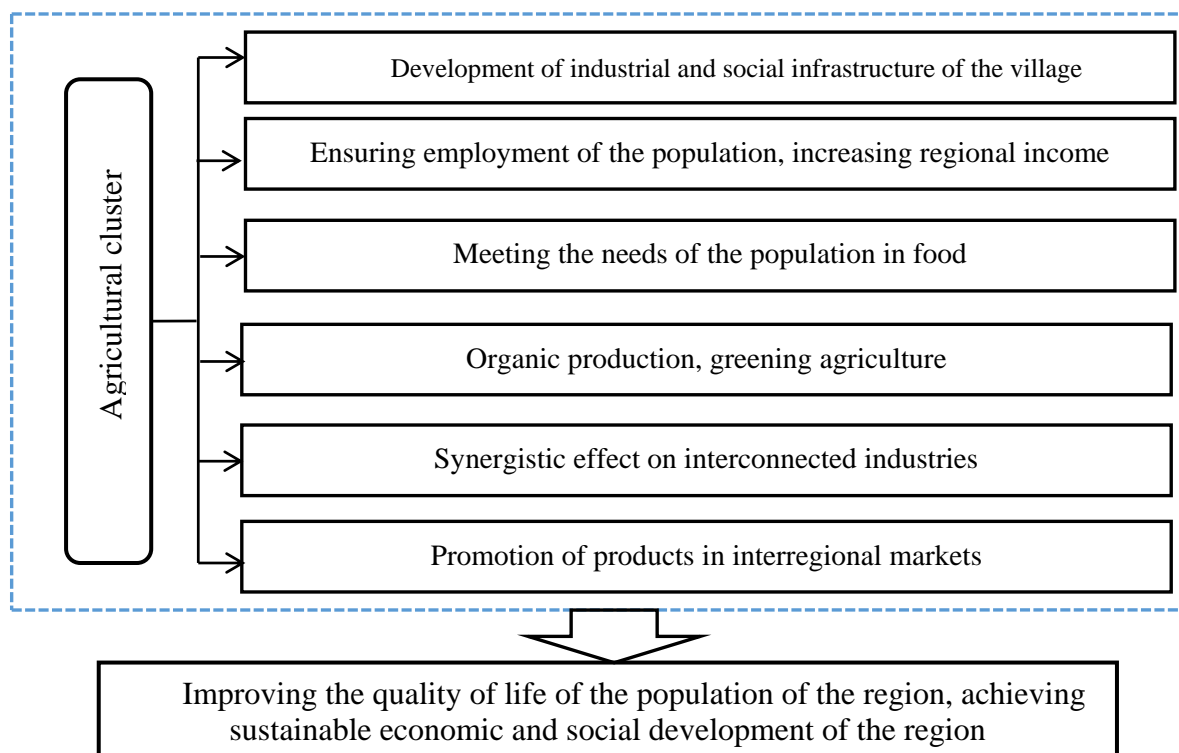 Agricultural cluster
Development of industrial and social infrastructure of the village
Ensuring employment of the population, increasing regional income
Meeting the needs of the population in food
Organic production, greening agriculture
Synergistic effect on interconnected industries
Promotion of products in interregional markets
Improving the quality of life of the population of the region, achieving
sustainable economic and social development of the region